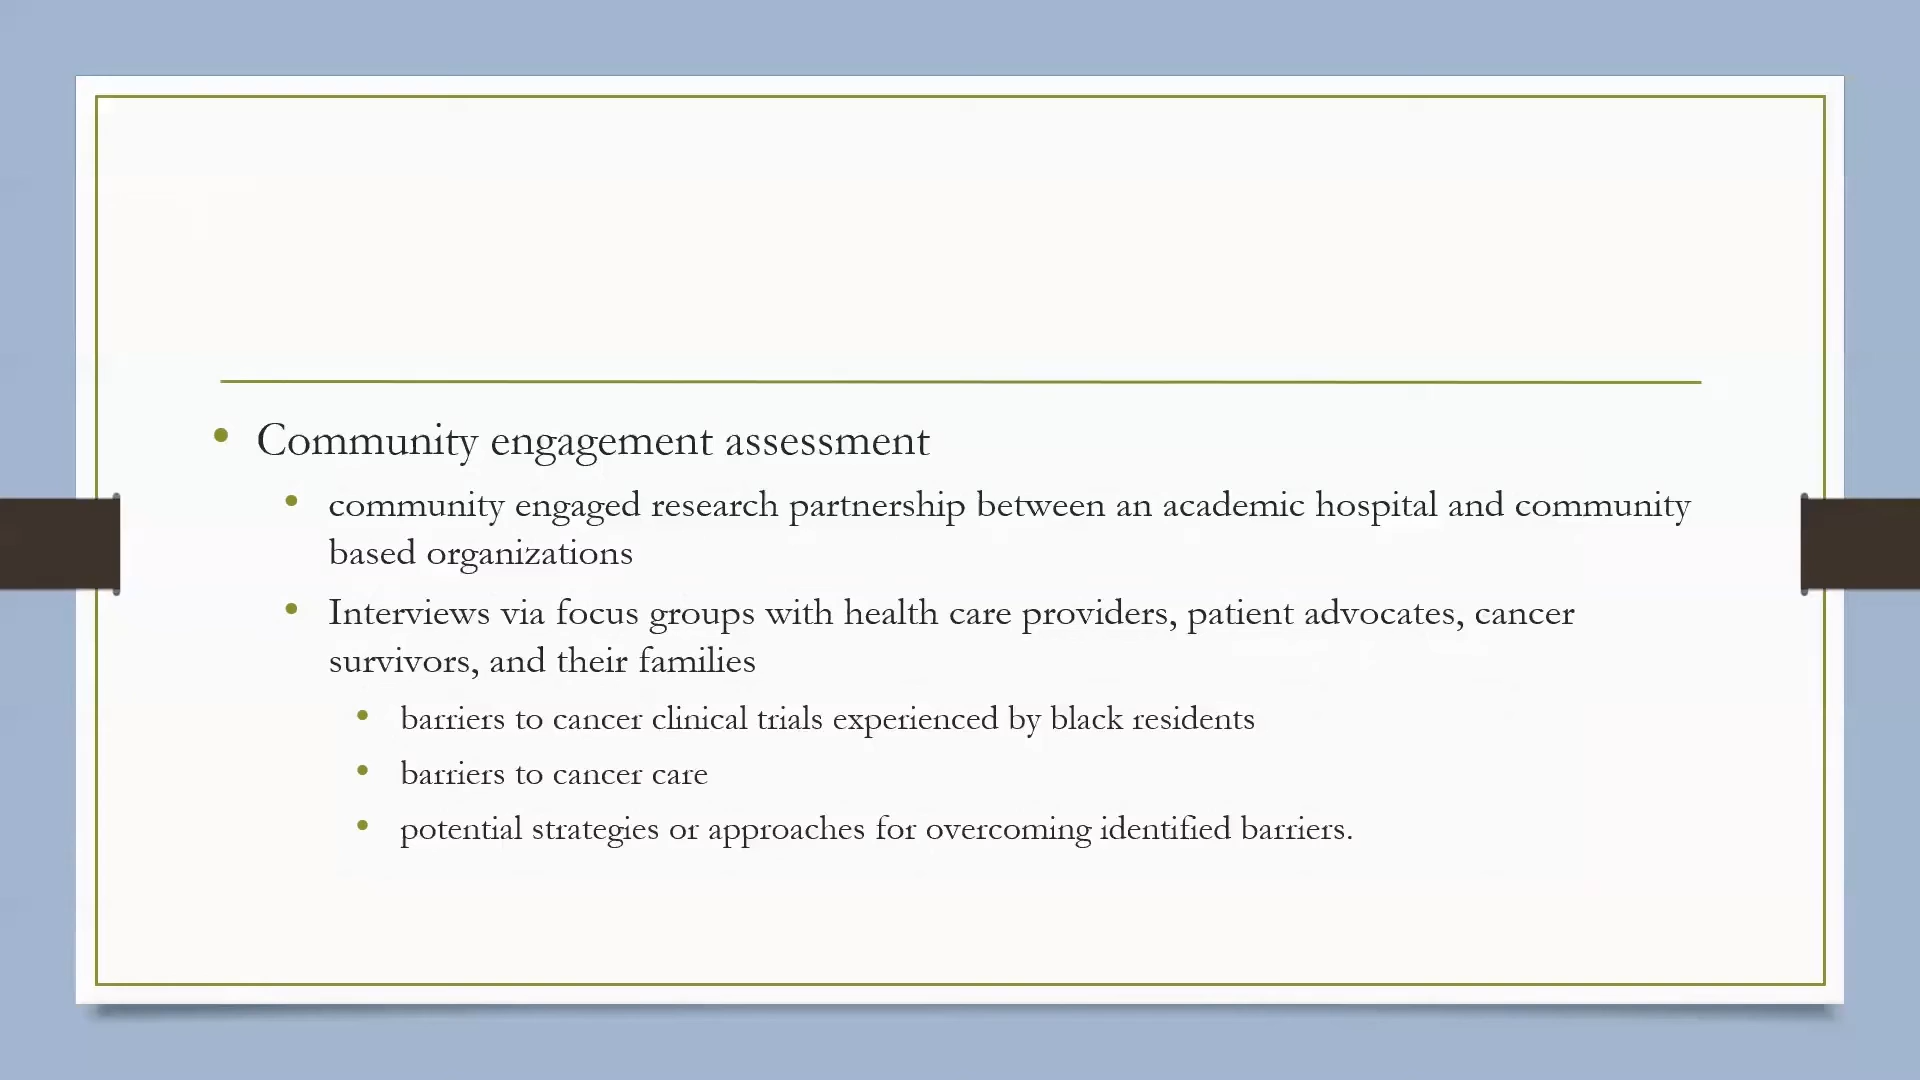 • Community engagement assessment
• community engaged research partnership between an academic hospital and community
based organizations
• Interviews via focus groups with health care providers, patient advocates, cancer
survivors, and their families
• barriers to cancer clinical trials experienced by black residents
• barriers to cancer care
• potential strategies or approaches for overcoming identified barriers.